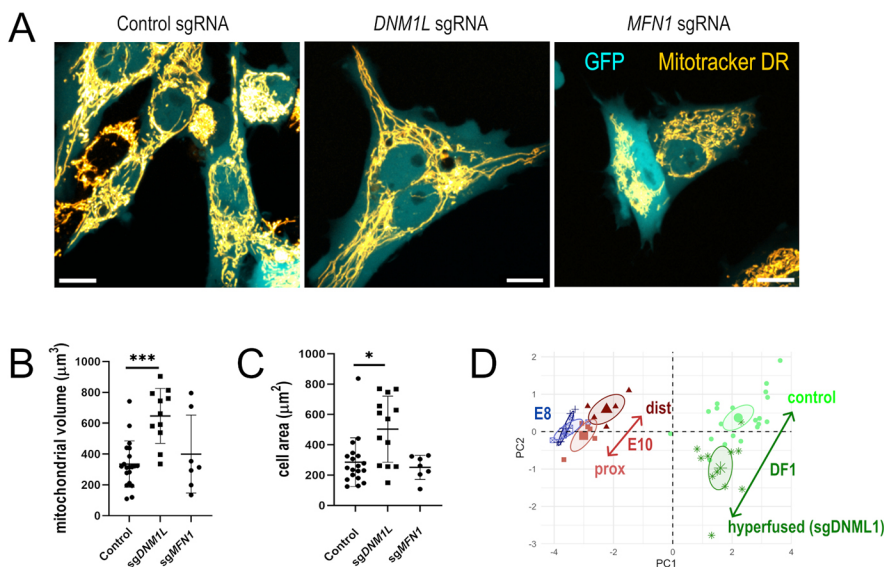 A
Control sgRNA
DNM1L sgRNA
MFN1 sgRNA
GFP
Mitotracker DR
B
mitochondrial volume (μm³)
1000
800
600
400
200
0
***
Control
sgDNM1L
sgMFN1
C
cell area (μm²)
1000
800
600
400
200
0
*
Control
sgDNM1L
sgMFN1
D
PC2
2
1
0
-1
-2
-3
E8
dist
E10
prox
control
DF1
hyperfused (sgDNML1)
-4
-2
0
2
4
PC1